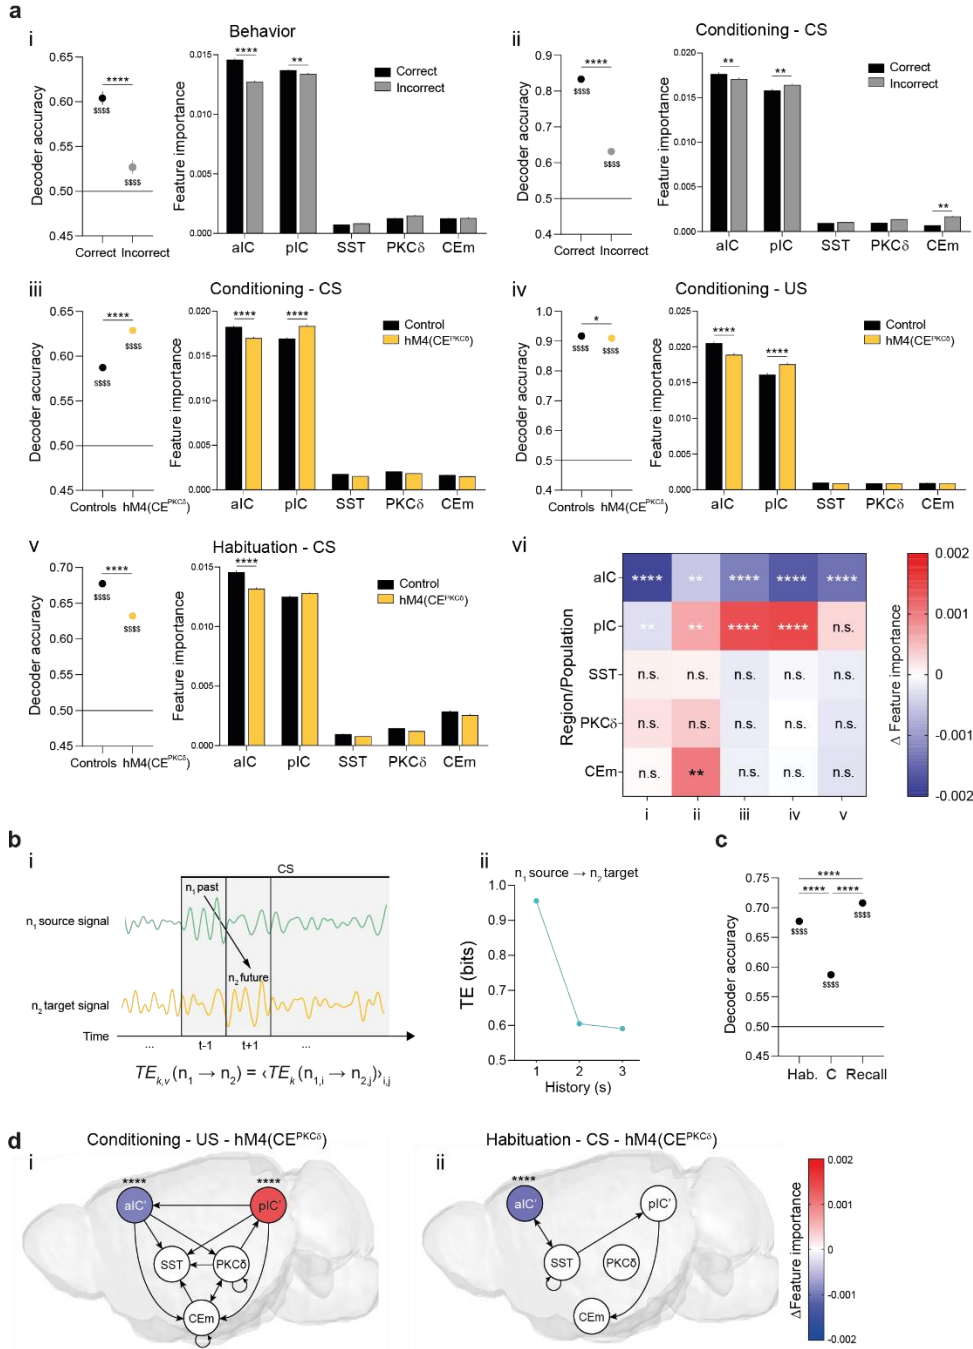 a
i
Behavior
0.65
0.60
0.55
0.50
0.45
Decoder accuracy
****
$$$$
$$$$
Correct Incorrect
0.015
0.010
0.005
0.000
Feature importance
****
**
Correct
Incorrect
aIC pIC SST PKCδ CEm
ii
Conditioning - CS
0.9
0.8
0.7
0.6
0.5
0.4
Decoder accuracy
****
$$$$
$$$$
Correct Incorrect
0.020
0.015
0.010
0.005
0.000
Feature importance
**
**
**
Correct
Incorrect
aIC pIC SST PKCδ CEm
iii
Conditioning - CS
0.65
0.60
0.55
0.50
0.45
Decoder accuracy
****
$$$$
$$$$
Controls hM4(CE^PKCδ)
0.020
0.015
0.010
0.005
0.000
Feature importance
****
****
Control
hM4(CE^PKCδ)
aIC pIC SST PKCδ CEm
iv
Conditioning - US
1.0
0.9
0.8
0.7
0.6
0.5
0.4
Decoder accuracy
*
$$$$
$$$$
Controls hM4(CE^PKCδ)
0.025
0.020
0.015
0.010
0.005
0.000
Feature importance
****
****
Control
hM4(CE^PKCδ)
aIC pIC SST PKCδ CEm
v
Habituation - CS
0.70
0.65
0.60
0.55
0.50
0.45
Decoder accuracy
****
$$$$
$$$$
Controls hM4(CE^PKCδ)
0.015
0.010
0.005
0.000
Feature importance
****
Control
hM4(CE^PKCδ)
aIC pIC SST PKCδ CEm
vi
Region/Population
aIC **** ** **** **** ****
pIC ** ** **** **** n.s.
SST n.s. n.s. n.s. n.s. n.s.
PKCδ n.s. n.s. n.s. n.s. n.s.
CEm n.s. ** n.s. n.s. n.s.
i ii iii iv v
0.002
0.001
0
-0.001
-0.002
Δ Feature importance
b
i
CS
n1 past
n1 source signal
n2 future
n2 target signal
Time
... t-1 t+1 ...
TE_k,v (n1 → n2) = ‹TE_k (n1,i → n2,j)›i,j
ii
n1 source → n2 target
1.0
0.9
0.8
0.7
0.6
0.5
TE (bits)
1 2 3
History (s)
c
0.75
0.70
0.65
0.60
0.55
0.50
0.45
Decoder accuracy
****
**** ****
$$$$
$$$$
$$$$
Hab. C Recall
d
Conditioning - US - hM4(CE^PKCδ)
i
**** ****
aIC' pIC'
SST PKCδ
CEm
Habituation - CS - hM4(CE^PKCδ)
ii
****
aIC' pIC'
SST PKCδ
CEm
0.002
0.001
0
-0.001
-0.002
ΔFeature importance